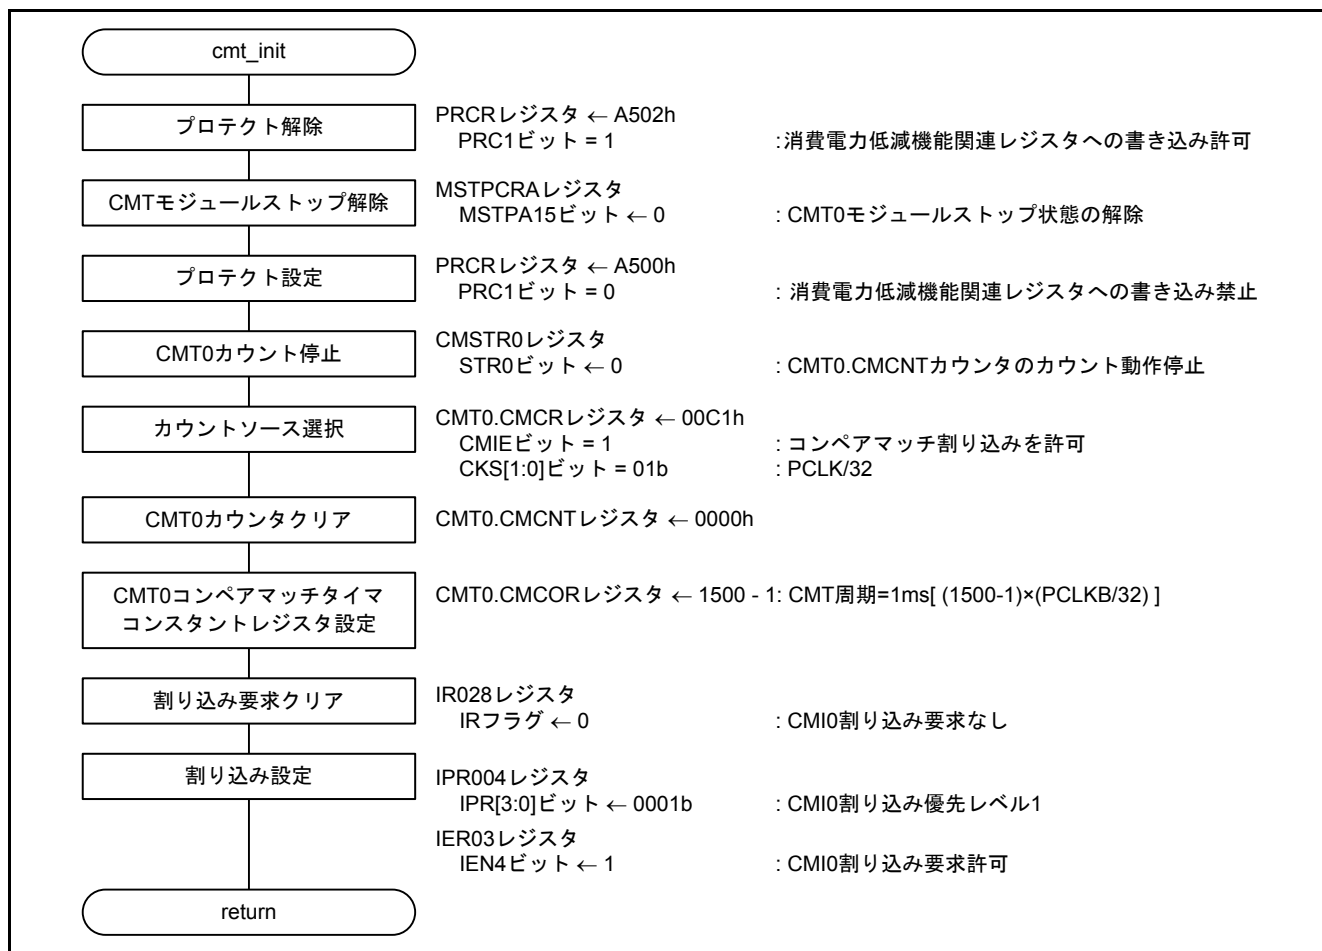 cmt_init
プロテクト解除
PRCRレジスタ ← A502h
PRC1ビット = 1 :消費電力低減機能関連レジスタへの書き込み許可
CMTモジュールストップ解除
MSTPCRAレジスタ
MSTPA15ビット ← 0 : CMT0モジュールストップ状態の解除
プロテクト設定
PRCRレジスタ ← A500h
PRC1ビット = 0 : 消費電力低減機能関連レジスタへの書き込み禁止
CMT0カウント停止
CMSTR0レジスタ
STR0ビット ← 0 : CMT0.CMCNTカウンタのカウント動作停止
カウントソース選択
CMT0.CMCRレジスタ ← 00C1h
CMIEビット = 1 : コンペアマッチ割り込みを許可
CKS[1:0]ビット = 01b : PCLK/32
CMT0カウンタクリア
CMT0.CMCNTレジスタ ← 0000h
CMT0コンペアマッチタイマ
コンスタントレジスタ設定
CMT0.CMCORレジスタ ← 1500 - 1: CMT周期=1ms[ (1500-1)×(PCLKB/32) ]
割り込み要求クリア
IR028レジスタ
IRフラグ ← 0 : CMI0割り込み要求なし
割り込み設定
IPR004レジスタ
IPR[3:0]ビット ← 0001b : CMI0割り込み優先レベル1
IER03レジスタ
IEN4ビット ← 1 : CMI0割り込み要求許可
return